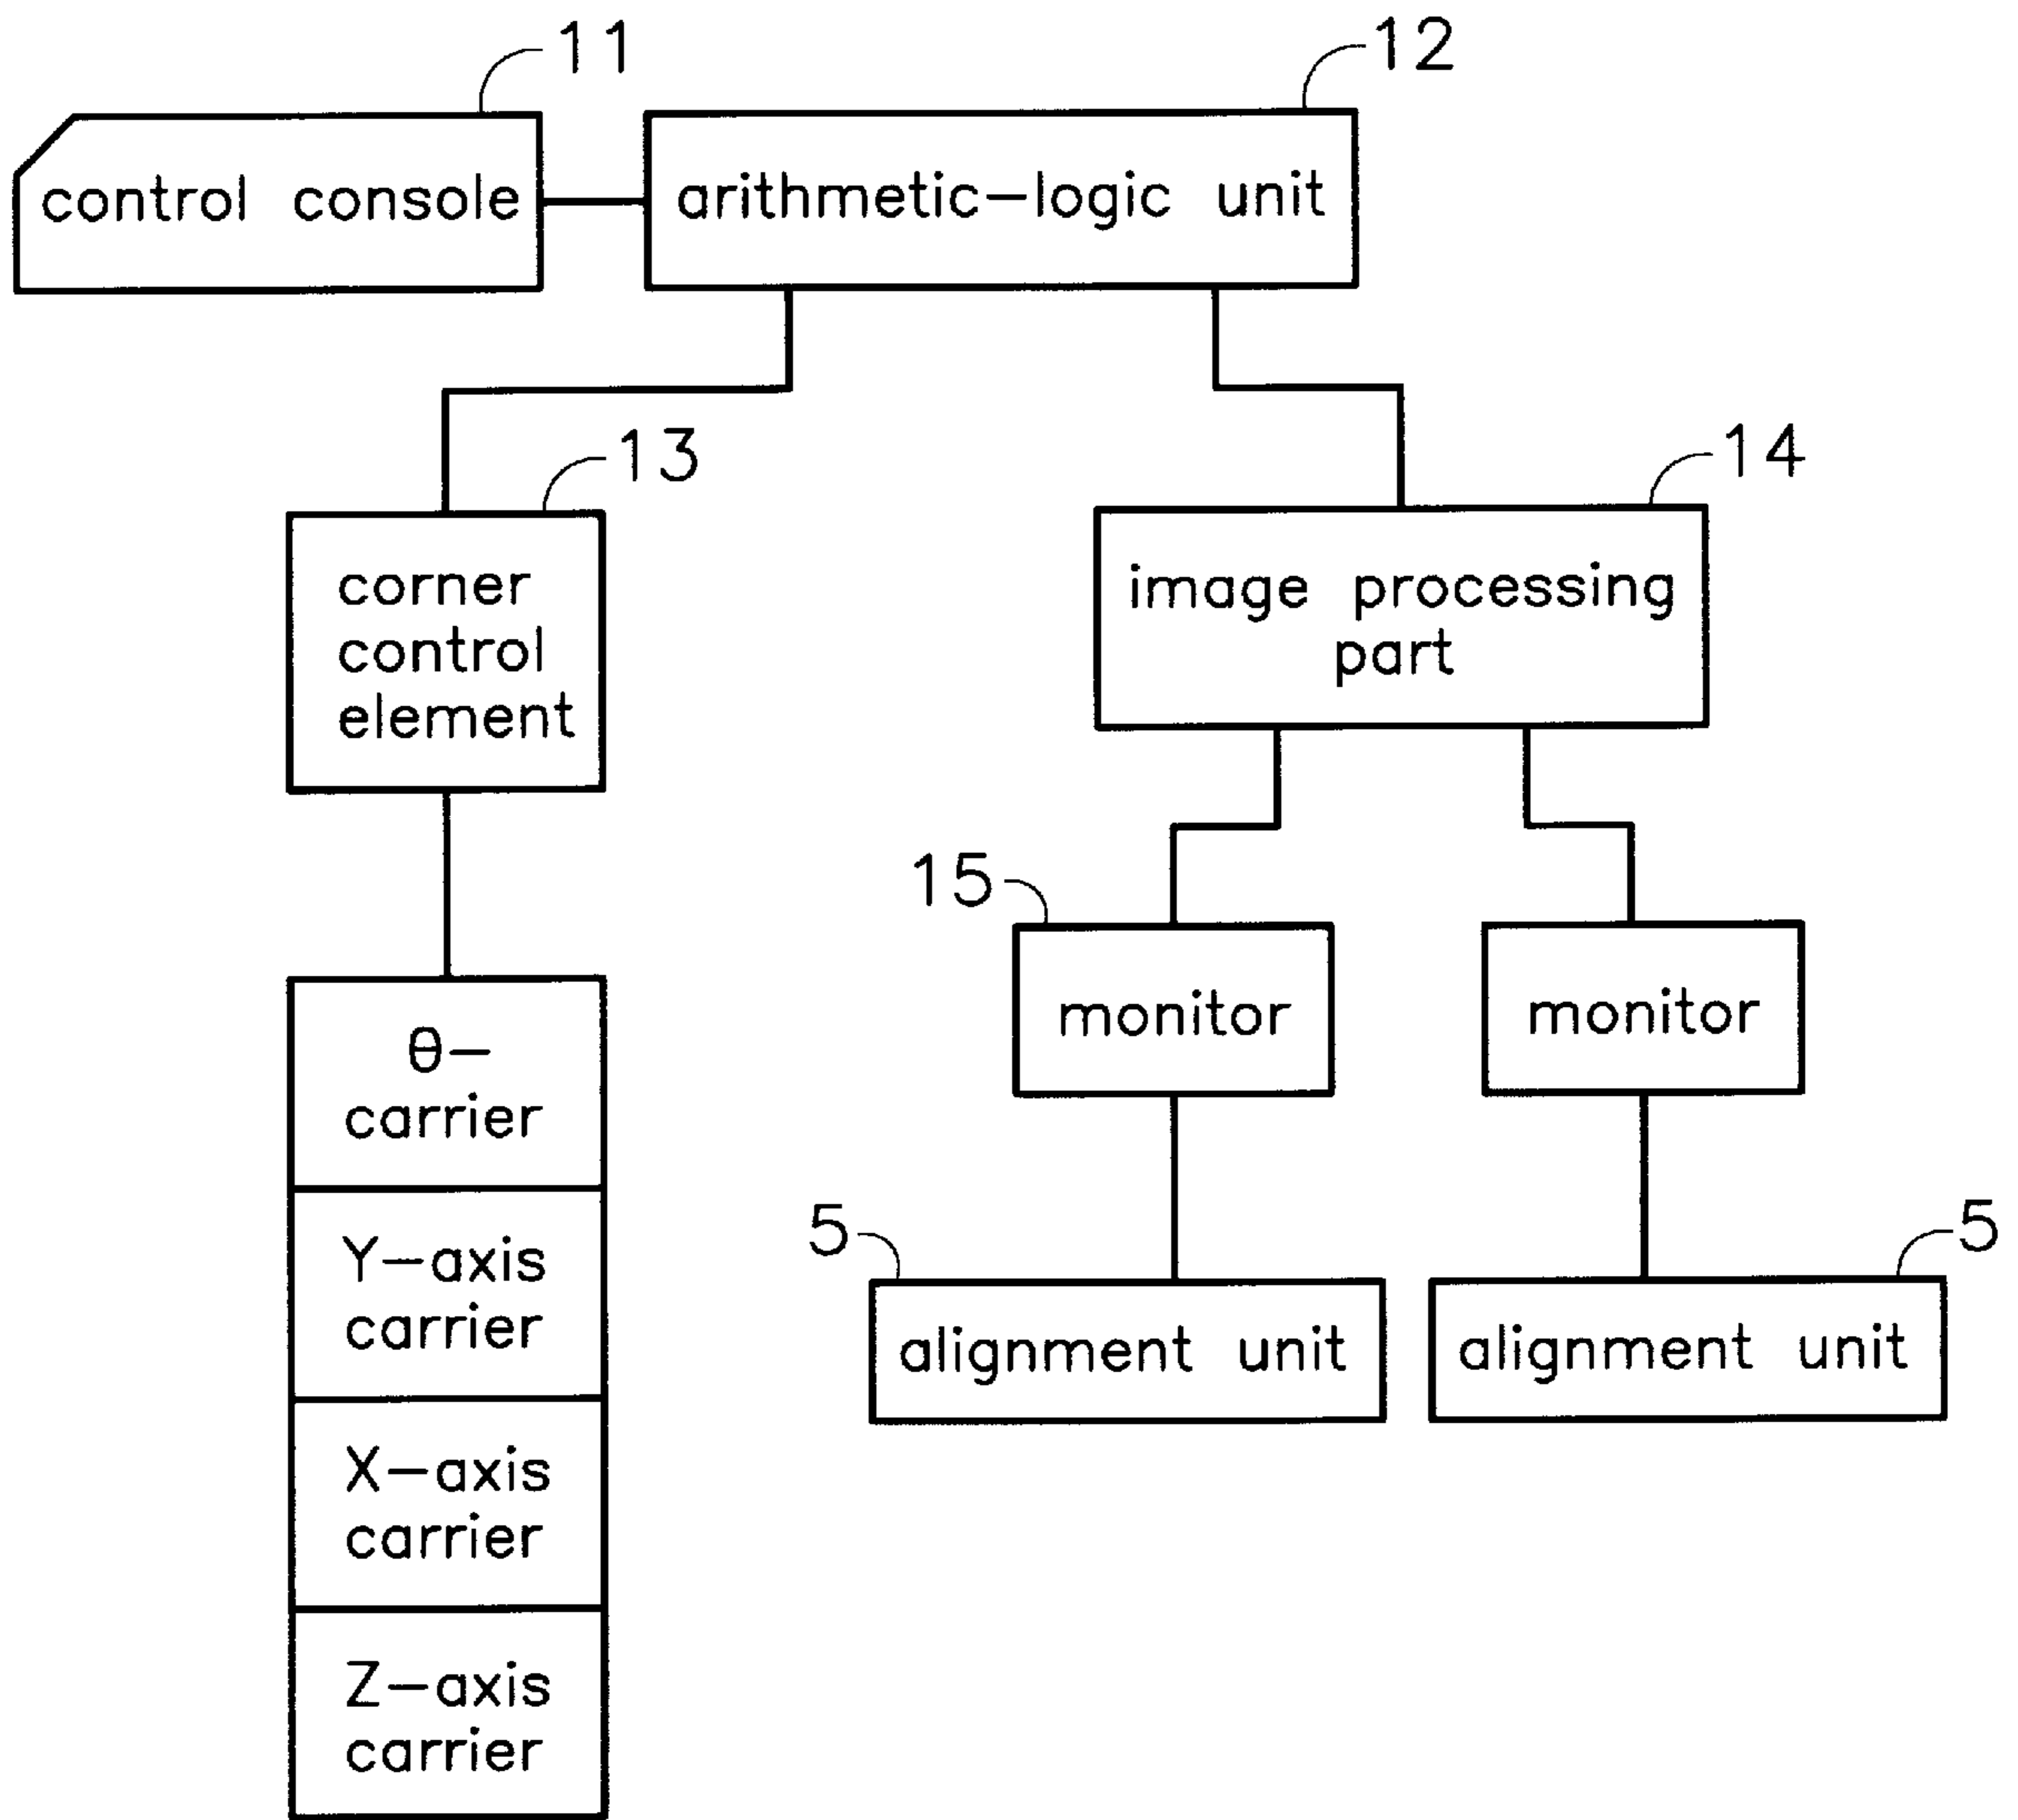 11
12
control console
arithmetic-logic unit
13
14
corner
control
element
image processing
part
15
monitor
monitor
θ-
carrier
Y-axis
carrier
5
5
alignment unit
alignment unit
X-axis
carrier
Z-axis
carrier